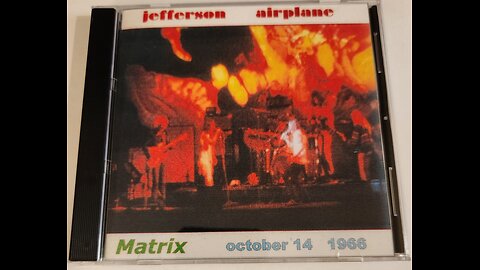 jefferson airplane
Matrix october 14 1966